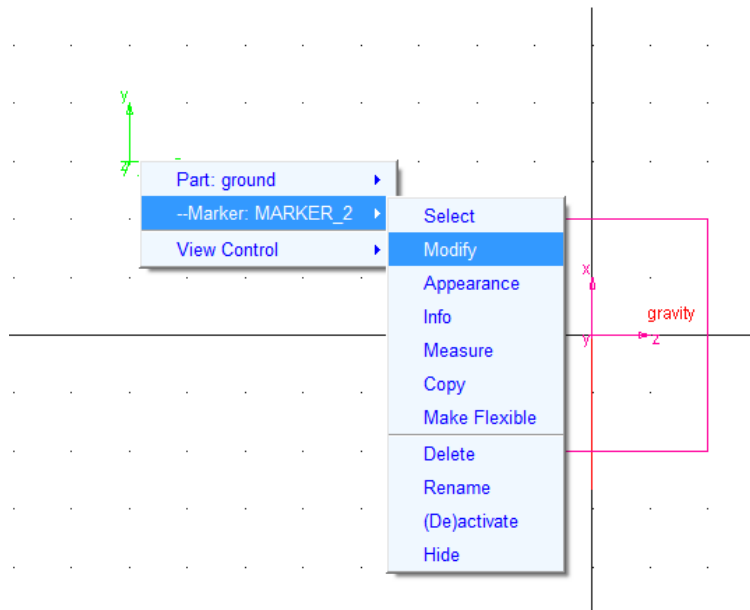 y
z
Part: ground
--Marker: MARKER_2
View Control
Select
Modify
Appearance
Info
Measure
Copy
Make Flexible
Delete
Rename
(De)activate
Hide
x
gravity
y
z